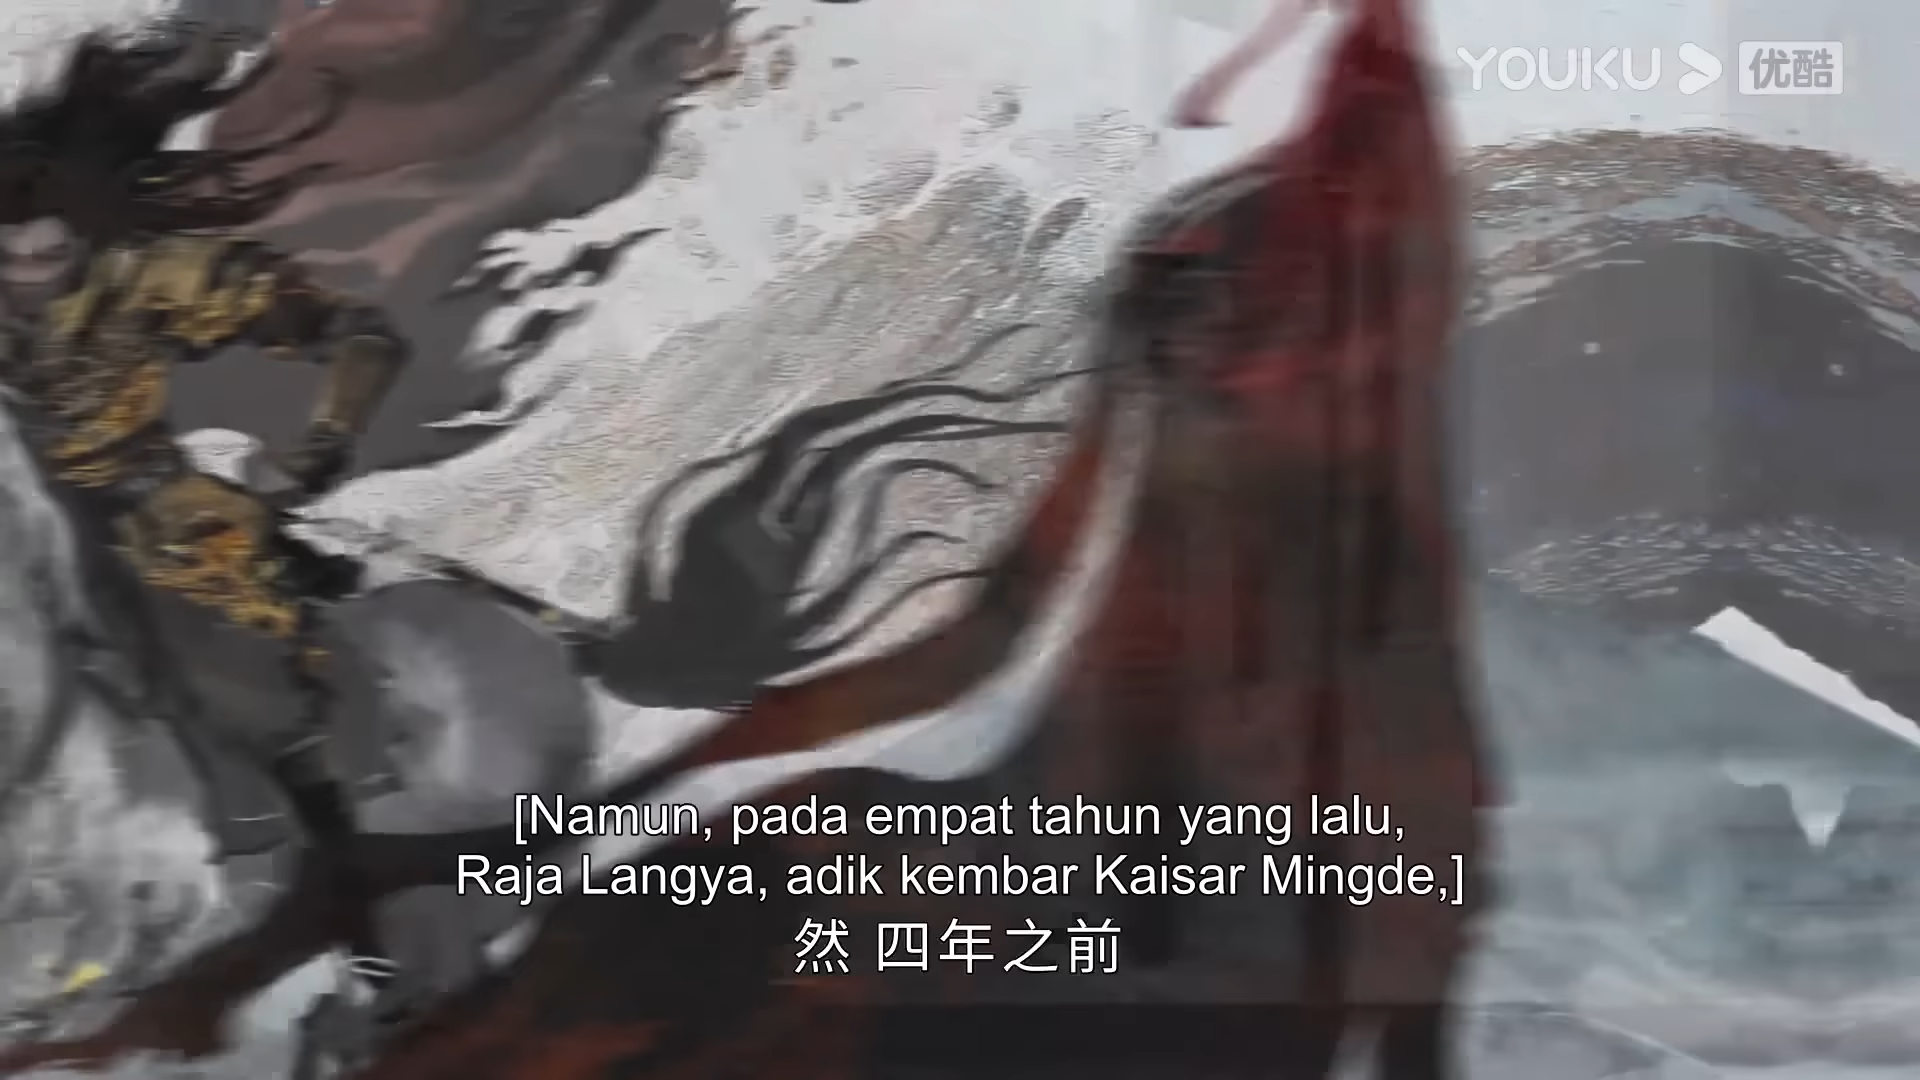 YOUKU 优酷
[Namun, pada empat tahun yang lalu,
Raja Langya, adik kembar Kaisar Mingde,]
然 四年之前